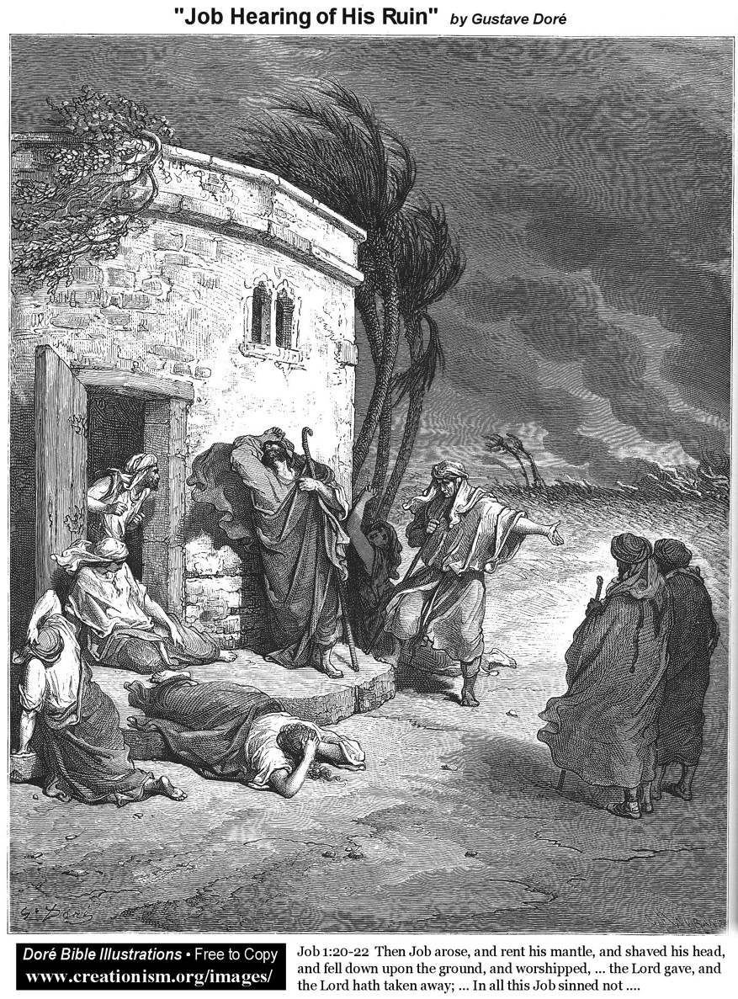 "Job Hearing of His Ruin" by Gustave Doré
Gve Doré
Doré Bible Illustrations • Free to Copy
www.creationism.org/images/
Job 1:20-22 Then Job arose, and rent his mantle, and shaved his head,
and fell down upon the ground, and worshipped, ... the Lord gave, and
the Lord hath taken away; ... In all this Job sinned not ....